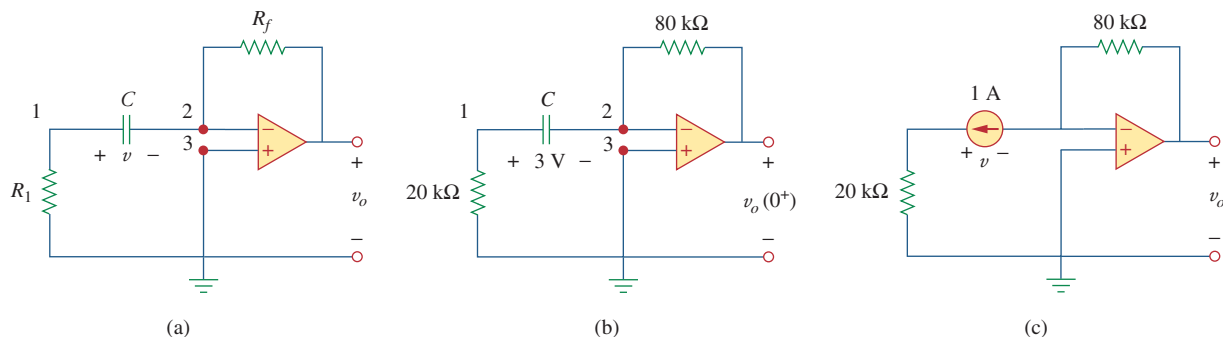 R_f
1
C
2
−
3
+
+ v −
R_1
+
v_o
−
(a)
80 kΩ
1
C
2
−
3
+
+ 3 V −
20 kΩ
+
v_o (0⁺)
−
(b)
80 kΩ
1 A
−
+
+ v −
20 kΩ
+
v_o
−
(c)